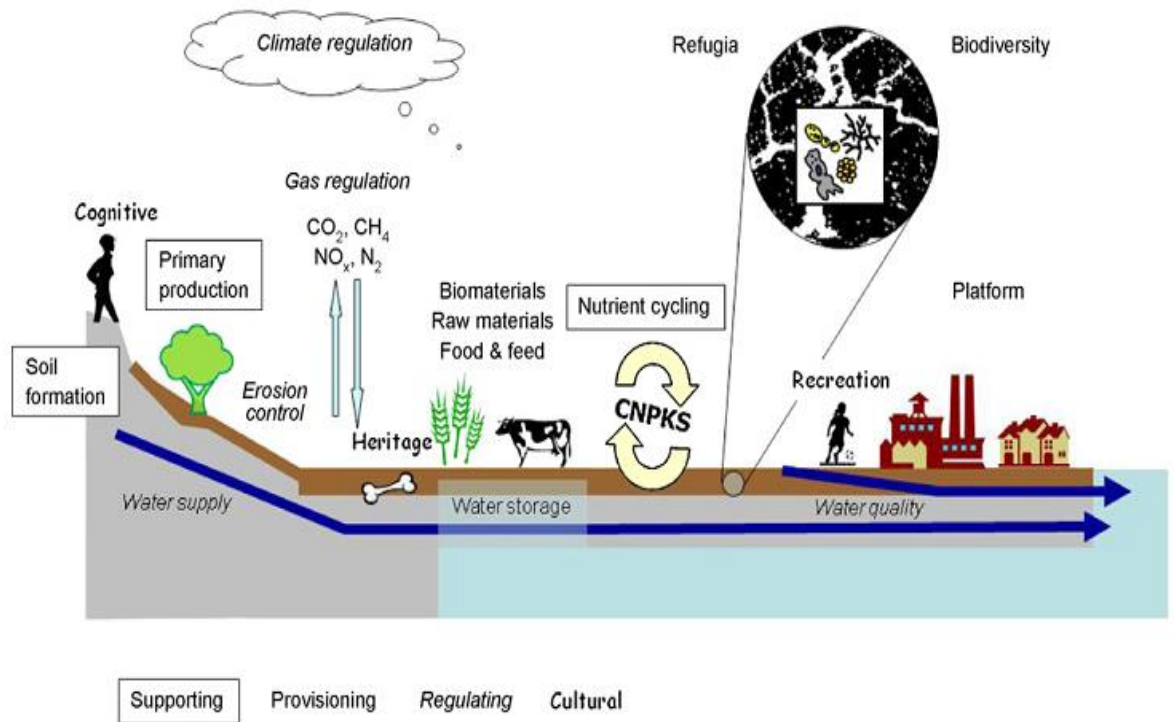 Climate regulation
Refugia
Biodiversity
Gas regulation
CO₂, CH₄
NOₓ, N₂
Cognitive
Primary
production
Biomaterials
Raw materials
Food & feed
Nutrient cycling
Platform
Soil
formation
Erosion
control
Heritage
CNPKS
Recreation
Water supply
Water storage
Water quality
Supporting
Provisioning
Regulating
Cultural